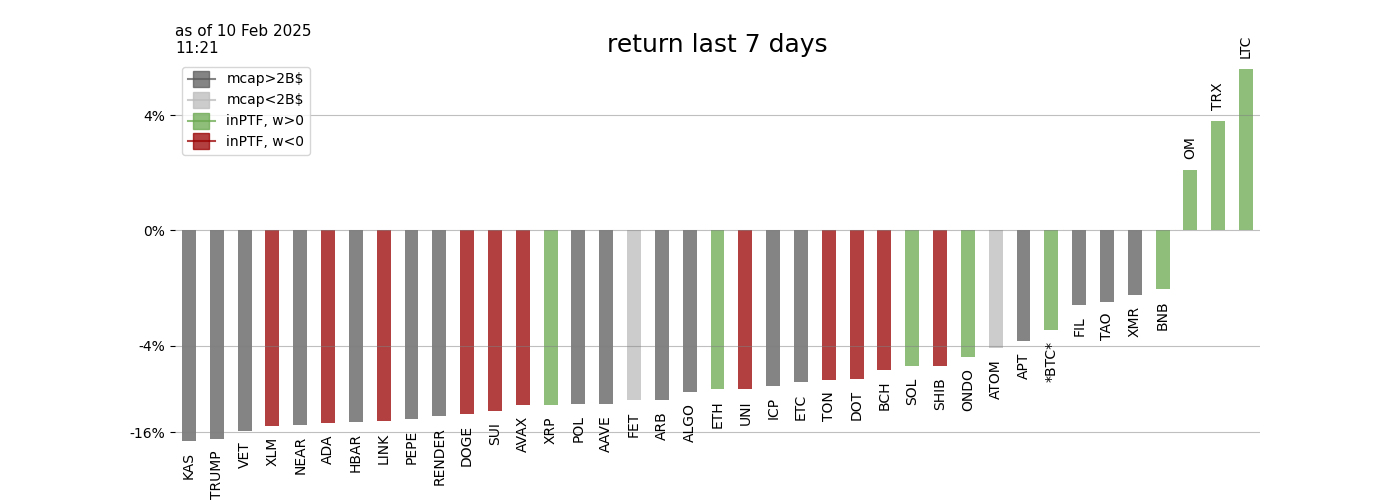 as of 10 Feb 2025
11:21
return last 7 days
mcap>2B$
mcap<2B$
inPTF, w>0
inPTF, w<0
4%
0%
-4%
-16%
KAS
TRUMP
VET
XLM
NEAR
ADA
HBAR
LINK
PEPE
RENDER
DOGE
SUI
AVAX
XRP
POL
AAVE
FET
ARB
ALGO
ETH
UNI
ICP
ETC
TON
DOT
BCH
SOL
SHIB
ONDO
ATOM
APT
*BTC*
FIL
TAO
XMR
BNB
OM
TRX
LTC